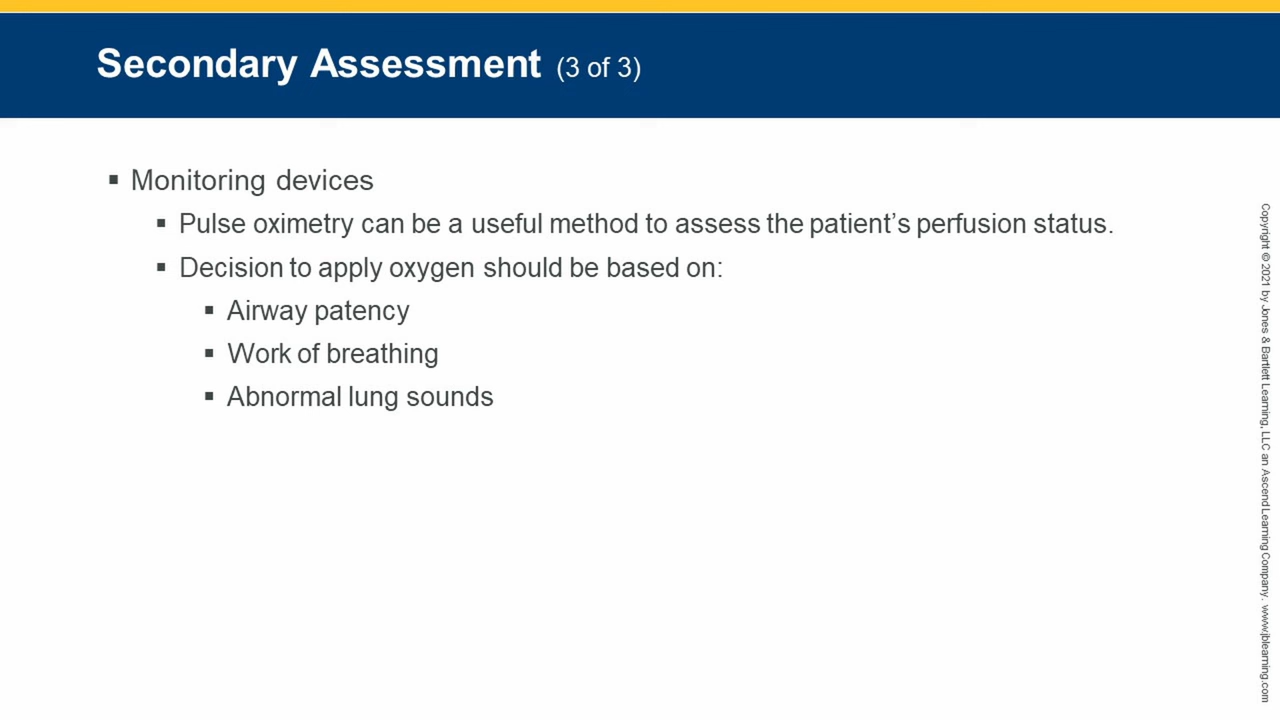 Secondary Assessment (3 of 3)
▪ Monitoring devices
▪ Pulse oximetry can be a useful method to assess the patient’s perfusion status.
▪ Decision to apply oxygen should be based on:
▪ Airway patency
▪ Work of breathing
▪ Abnormal lung sounds
Copyright © 2021 by Jones & Bartlett Learning, LLC an Ascend Learning Company. www.jblearning.com